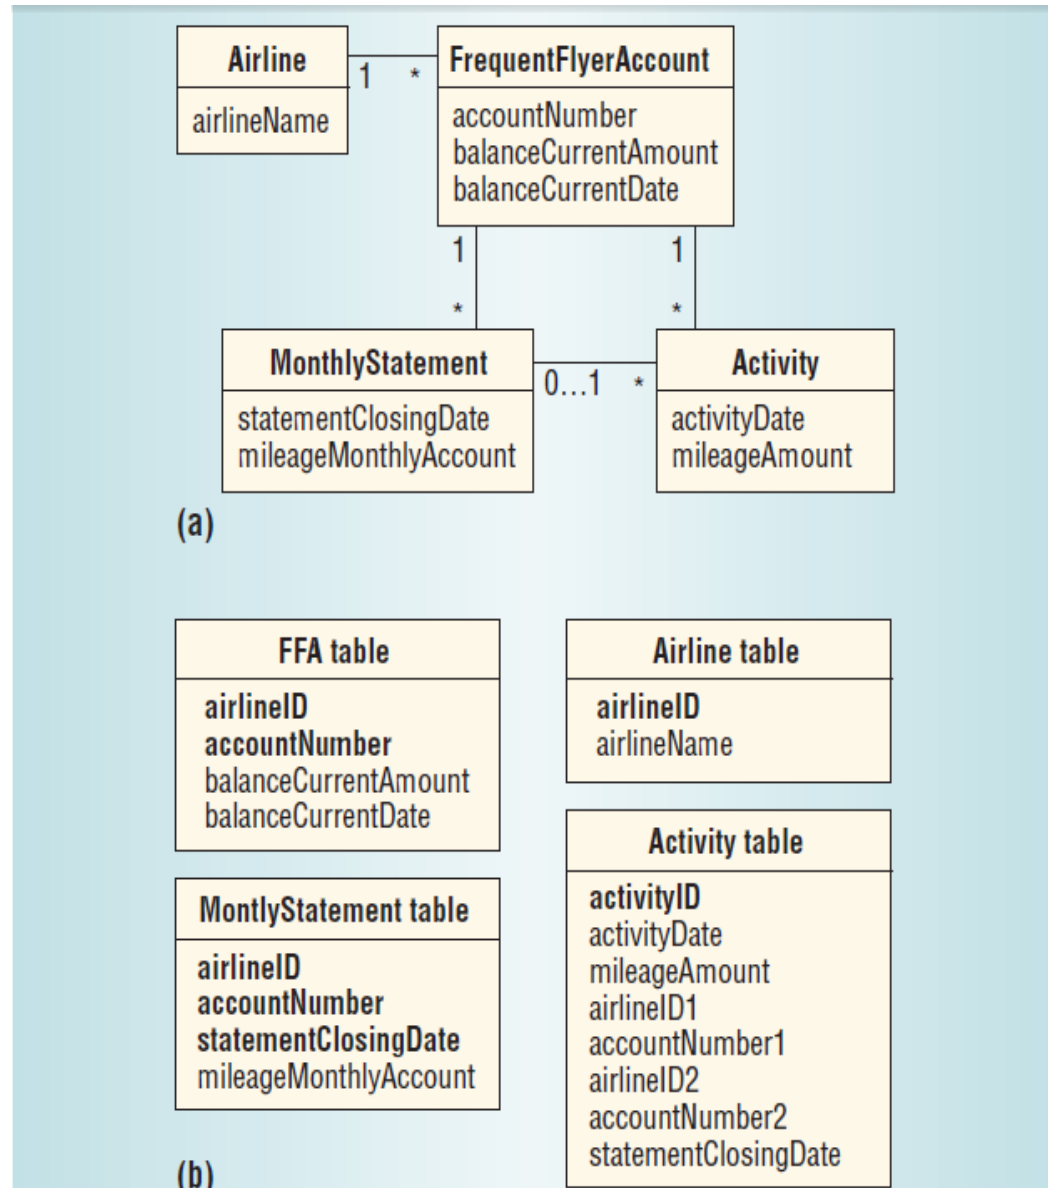 Airline
airlineName
1
*
FrequentFlyerAccount
accountNumber
balanceCurrentAmount
balanceCurrentDate
1
1
*
*
MonthlyStatement
statementClosingDate
mileageMonthlyAccount
0...1
*
Activity
activityDate
mileageAmount
(a)
FFA table
airlineID
accountNumber
balanceCurrentAmount
balanceCurrentDate
Airline table
airlineID
airlineName
MontlyStatement table
airlineID
accountNumber
statementClosingDate
mileageMonthlyAccount
Activity table
activityID
activityDate
mileageAmount
airlineID1
accountNumber1
airlineID2
accountNumber2
statementClosingDate
(b)